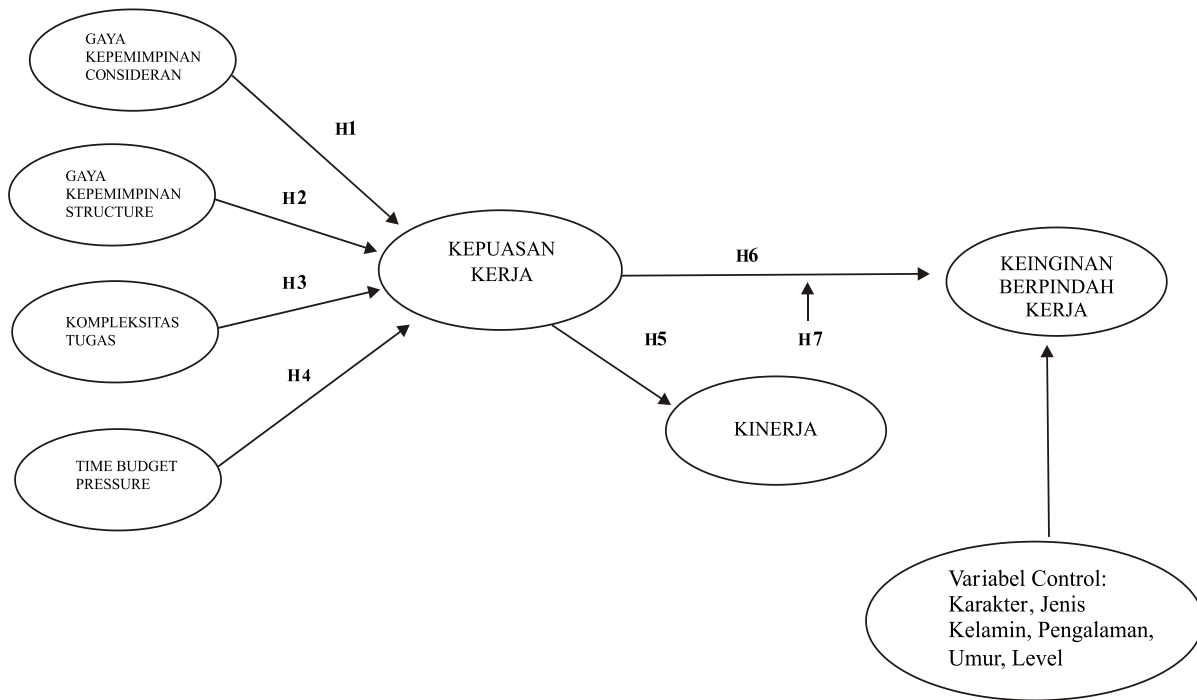 GAYA
KEPEMIMPINAN
CONSIDERAN
H1
GAYA
KEPEMIMPINAN
STRUCTURE
H2
H3
KOMPLEKSITAS
TUGAS
H4
TIME BUDGET
PRESSURE
KEPUASAN
KERJA
H6
H7
H5
KINERJA
KEINGINAN
BERPINDAH
KERJA
Variabel Control:
Karakter, Jenis
Kelamin, Pengalaman,
Umur, Level